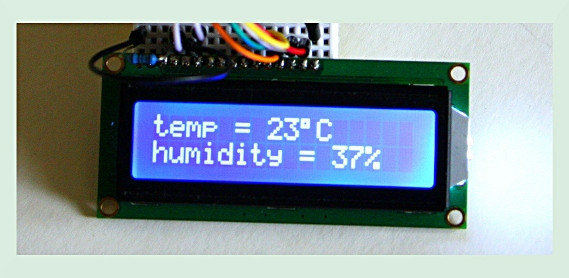 temp = 23°C
humidity = 37%